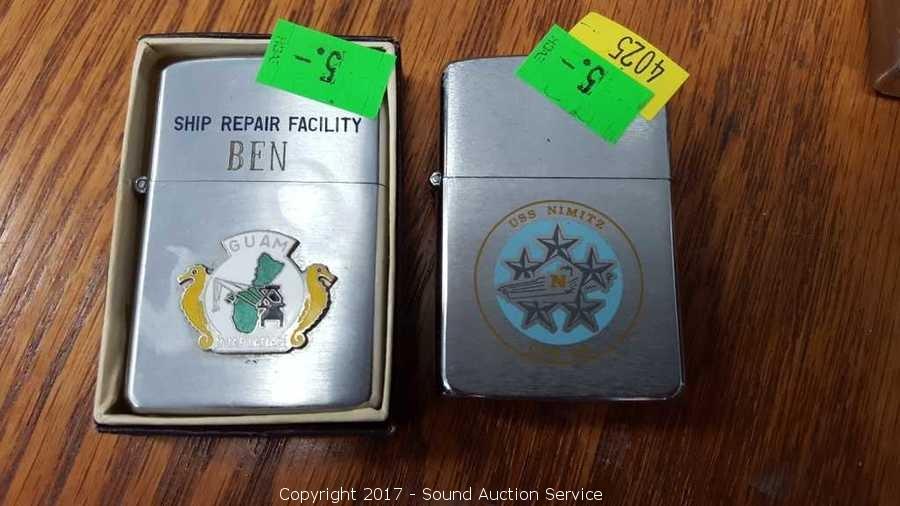 5.-
SHIP REPAIR FACILITY
BEN
GUAM
4025
5.-
USS NIMITZ
N
Copyright 2017 - Sound Auction Service